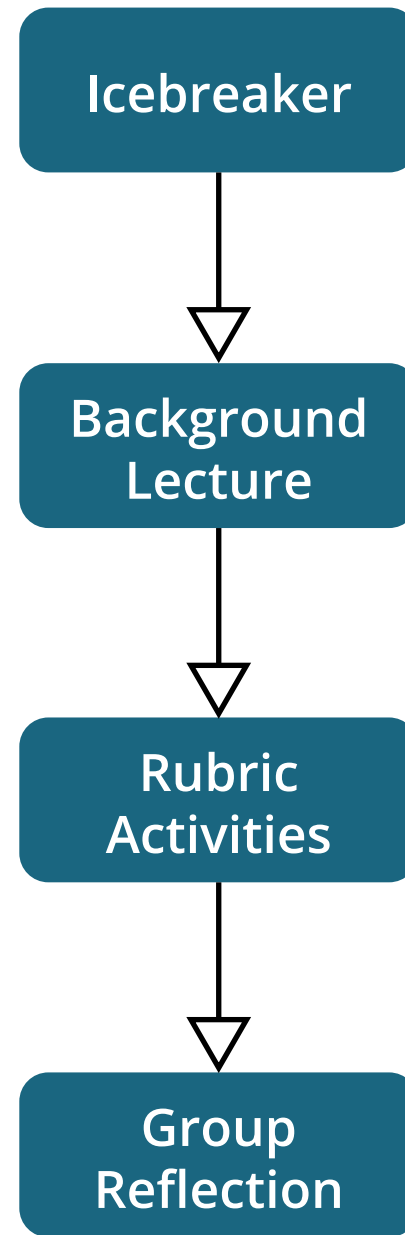 Icebreaker
Background
Lecture
Rubric
Activities
Group
Reflection